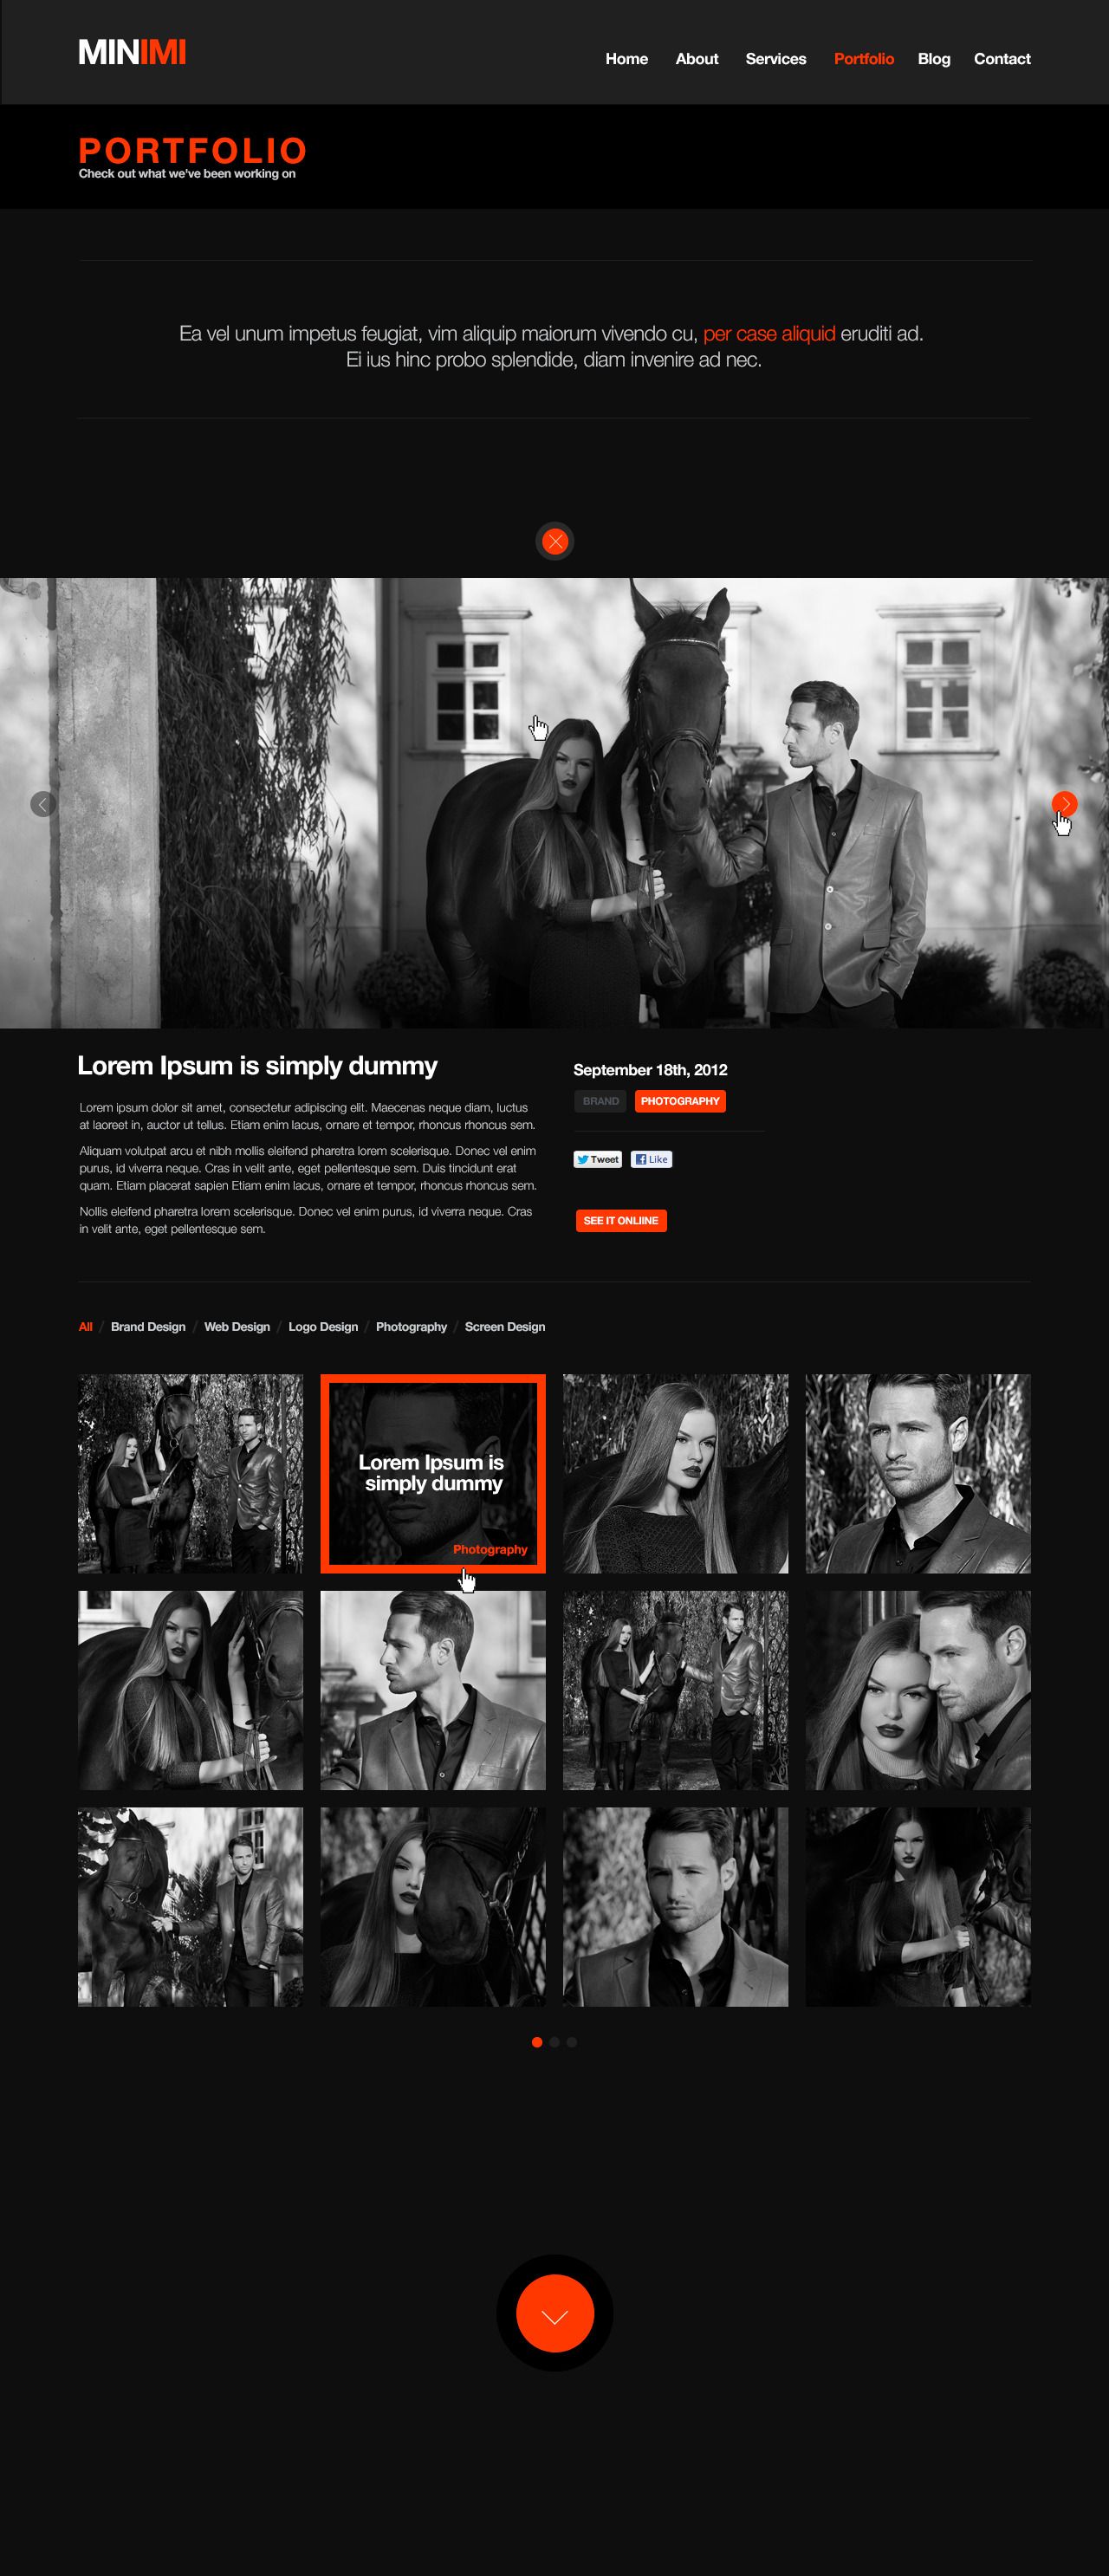 MINIMI
Home About Services Portfolio Blog Contact
PORTFOLIO
Check out what we've been working on
Ea vel unum impetus feugiat, vim aliquip maiorum vivendo cu, per case aliquid eruditi ad.
Ei ius hinc probo splendide, diam invenire ad nec.
Lorem Ipsum is simply dummy
Lorem ipsum dolor sit amet, consectetur adipiscing elit. Maecenas neque diam, luctus
at laoreet in, auctor ut tellus. Etiam enim lacus, ornare et tempor, rhoncus rhoncus sem.
Aliquam volutpat arcu et nibh mollis eleifend pharetra lorem scelerisque. Donec vel enim
purus, id viverra neque. Cras in velit ante, eget pellentesque sem. Duis tincidunt erat
quam. Etiam placerat sapien Etiam enim lacus, ornare et tempor, rhoncus rhoncus sem.
Nollis eleifend pharetra lorem scelerisque. Donec vel enim purus, id viverra neque. Cras
in velit ante, eget pellentesque sem.
September 18th, 2012
BRAND PHOTOGRAPHY
Tweet Like
SEE IT ONLIINE
All / Brand Design / Web Design / Logo Design / Photography / Screen Design
Lorem Ipsum is
simply dummy
Photography